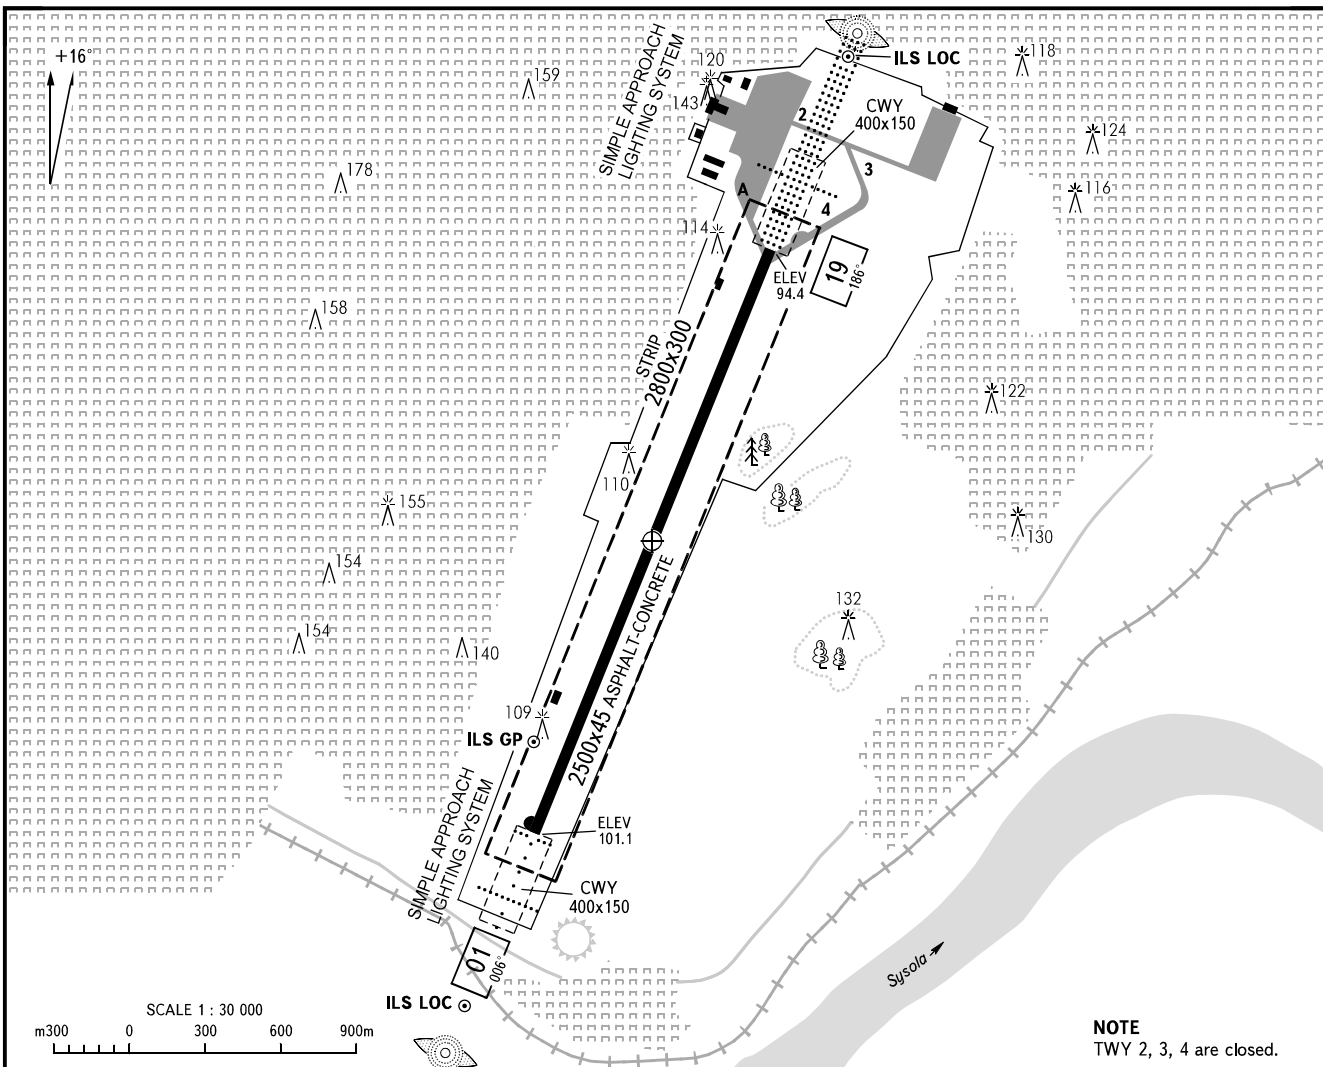 +16°
159
SIMPLE APPROACH
LIGHTING SYSTEM
120
143
ILS LOC
118
CWY
400x150
2
124
178
3
116
A
4
114
19
186°
ELEV
94.4
158
STRIP
2800x300
122
110
155
130
154
132
154
140
2500x45 ASPHALT-CONCRETE
109
ILS GP
SIMPLE APPROACH
LIGHTING SYSTEM
ELEV
101.1
CWY
400x150
01
006°
Sysola
ILS LOC
SCALE 1 : 30 000
m300 0 300 600 900m
NOTE
TWY 2, 3, 4 are closed.